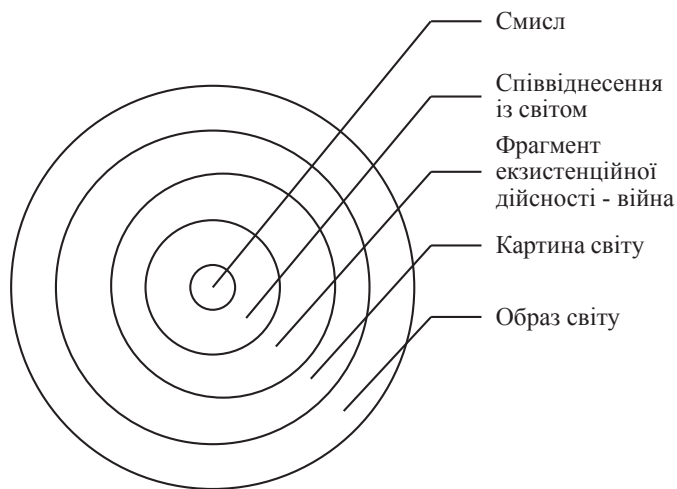 Смисл
Співвіднесення
із світом
Фрагмент
екзистенційної
дійсності - війна
Картина світу
Образ світу